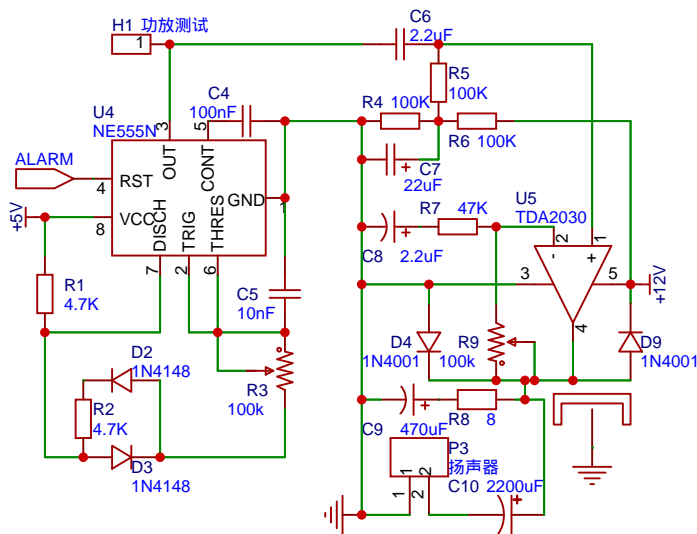 H1 功放测试
1
C6
2.2uF
R5
100K
C4
100nF
R4
100K
R6
100K
U4
NE555N
3
5
OUT
CONT
ALARM
4
RST
GND
1
C7
22uF
+5V
8
VCC
DISCH
TRIG
THRES
7
2
6
R7
47K
C8
2.2uF
U5
TDA2030
2
1
-
+
3
5
4
+12V
R1
4.7K
C5
10nF
D4
1N4001
R9
100k
D9
1N4001
D2
1N4148
R3
100k
R2
4.7K
D3
1N4148
C9
470uF
R8
8
P3
扬声器
1
2
1
2
C10
2200uF